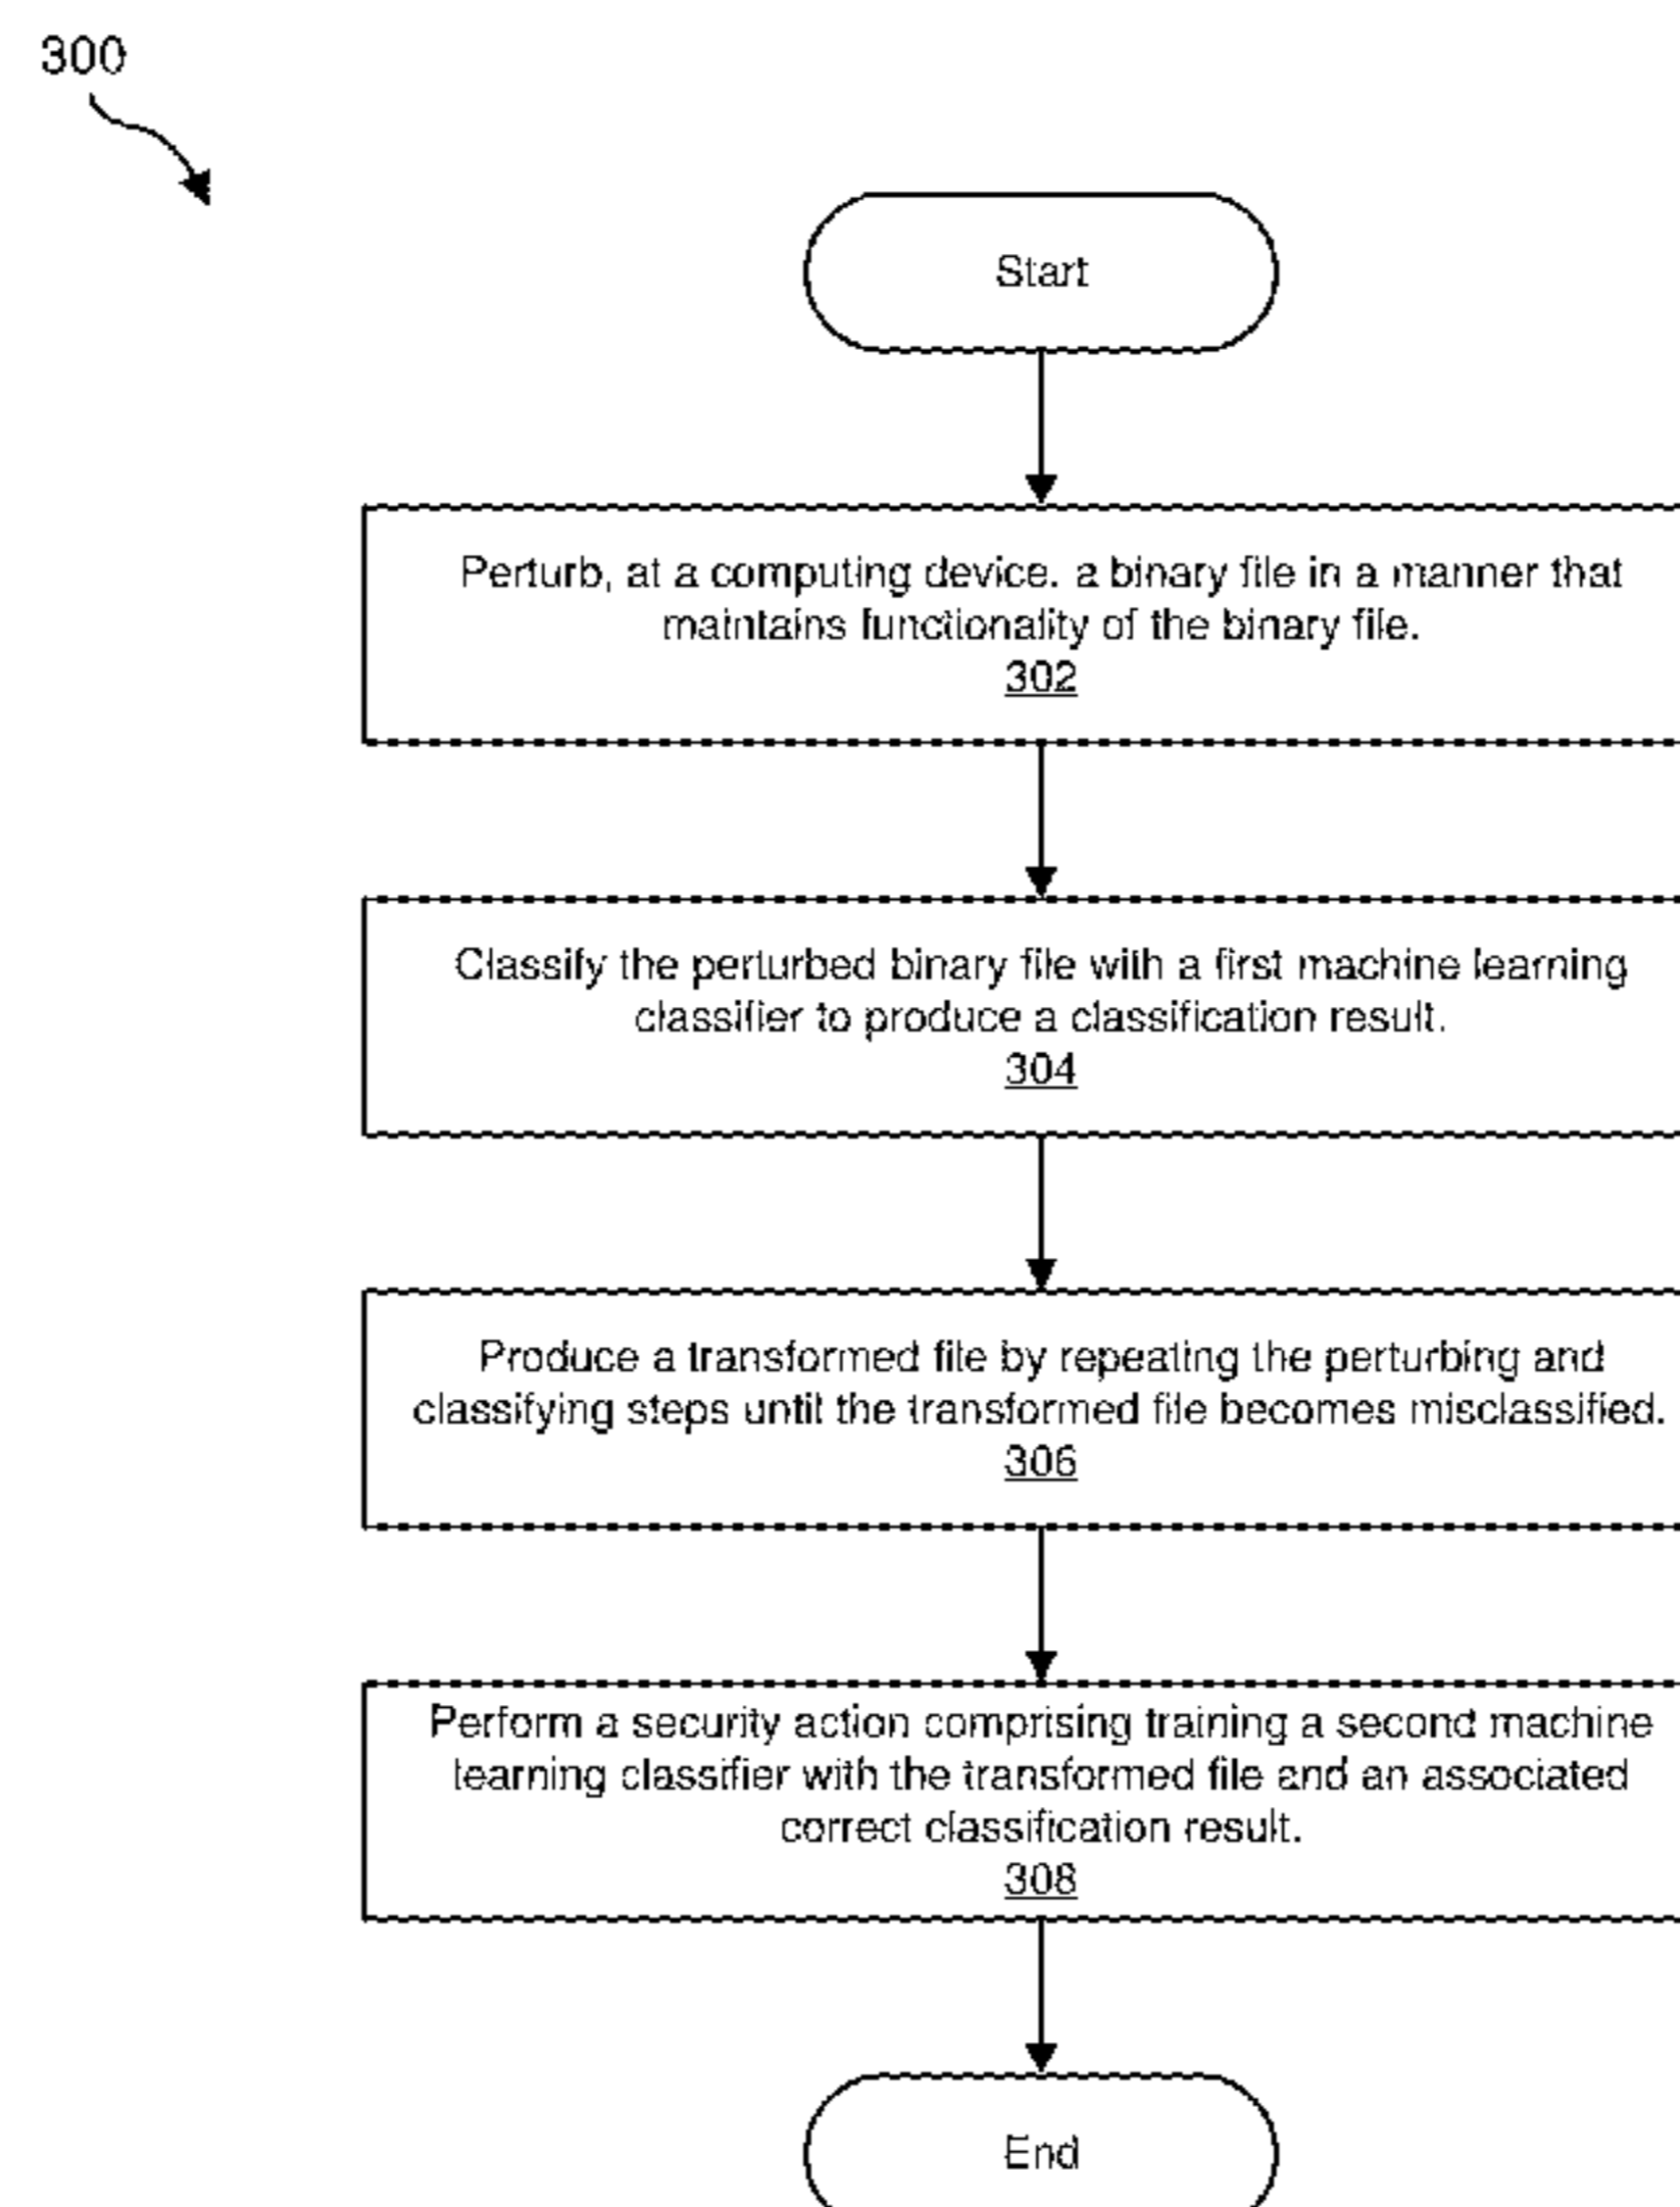 300
Start
Perturb, at a computing device. a binary file in a manner that
maintains functionality of the binary file.
302
Classify the perturbed binary file with a first machine learning
classifier to produce a classification result.
304
Produce a transformed file by repeating the perturbing and
classifying steps until the transformed file becomes misclassified.
306
Perform a security action comprising training a second machine
learning classifier with the transformed file and an associated
correct classification result.
308
End